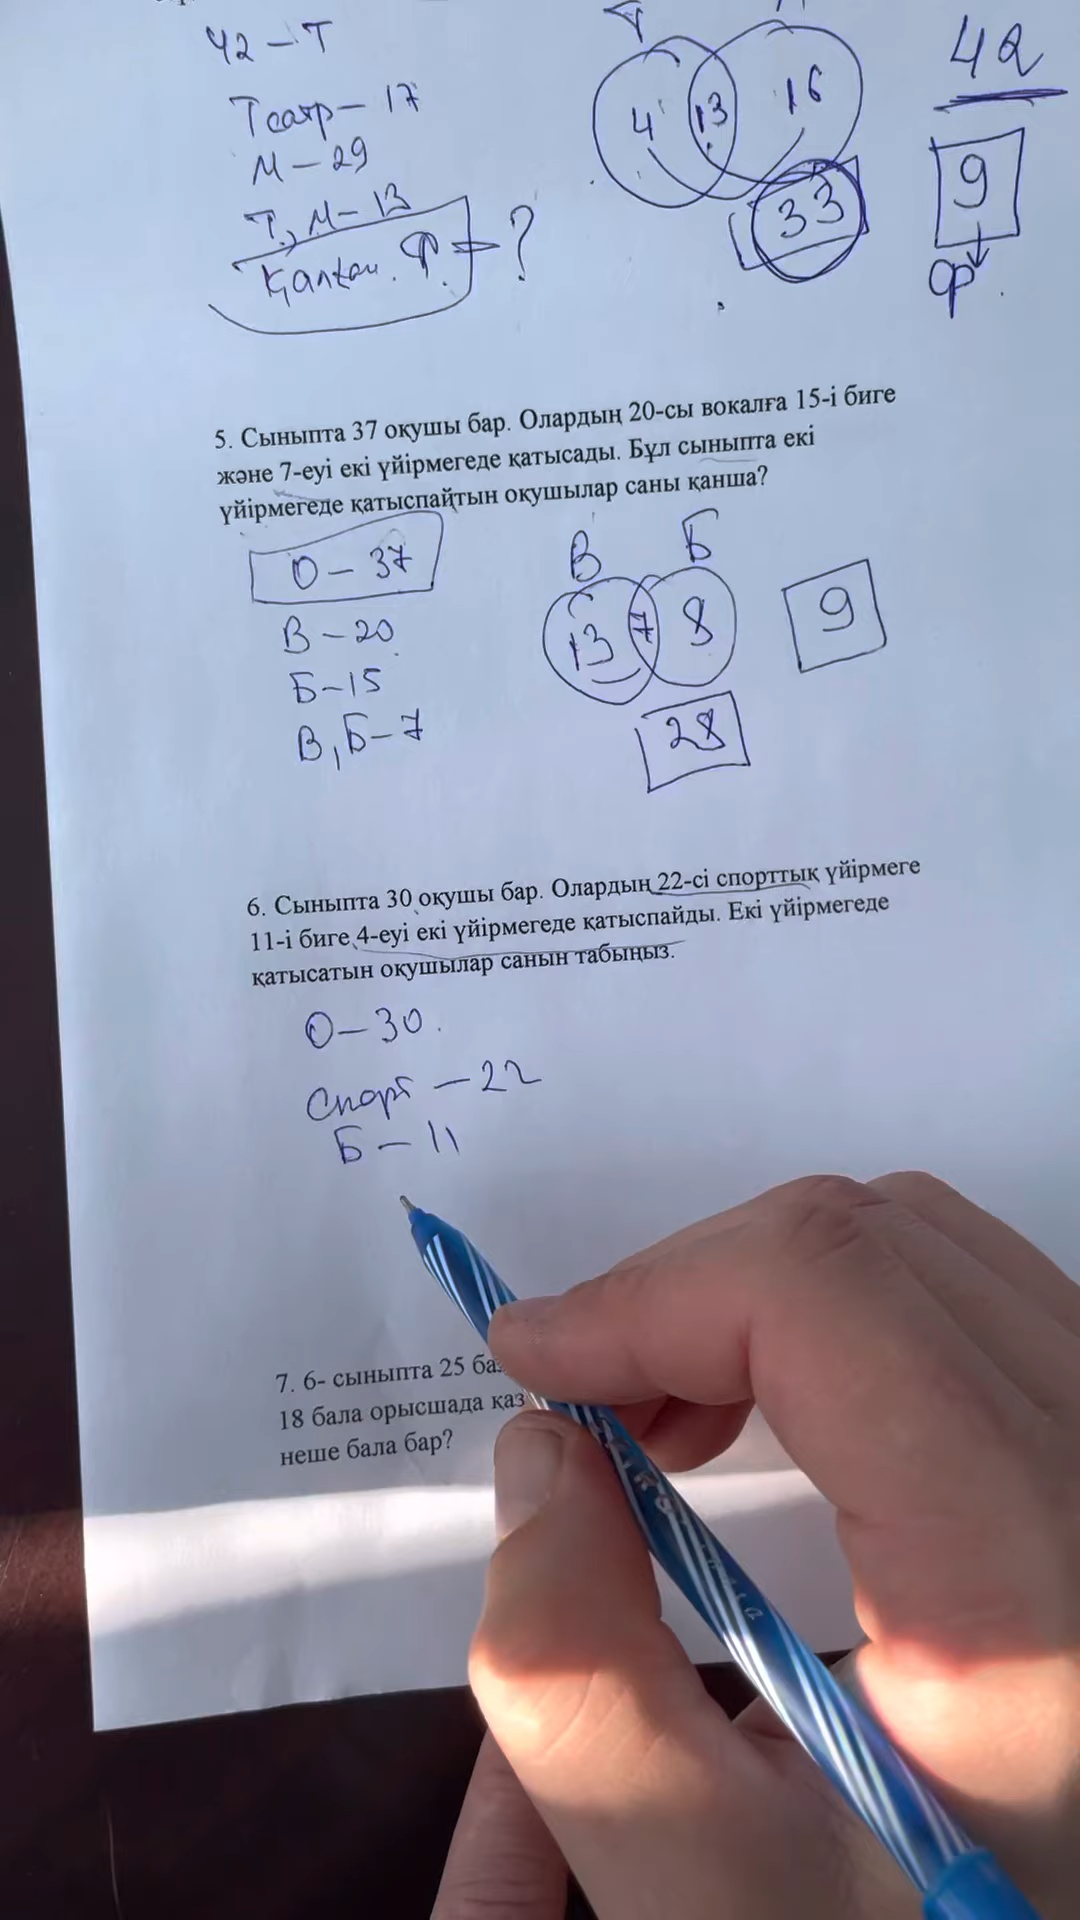 42 – Т
Театр – 17
М – 29
Т, М – 13
Қалған. Ф. – ?
Т
4 13 16
33
42
9
Ф.
5. Сыныпта 37 оқушы бар. Олардың 20-сы вокалға 15-і биге
және 7-еуі екі үйірмегеде қатысады. Бұл сыныпта екі
үйірмегеде қатыспайтын оқушылар саны қанша?
О – 37
В – 20
Б – 15
В, Б – 7
В Б
13 7 8
28
9
6. Сыныпта 30 оқушы бар. Олардың 22-сі спорттық үйірмеге
11-і биге 4-еуі екі үйірмегеде қатыспайды. Екі үйірмегеде
қатысатын оқушылар санын табыңыз.
О – 30.
Спорт – 22
Б – 11
7. 6- сыныпта 25
18 бала орысшада
неше бала бар?